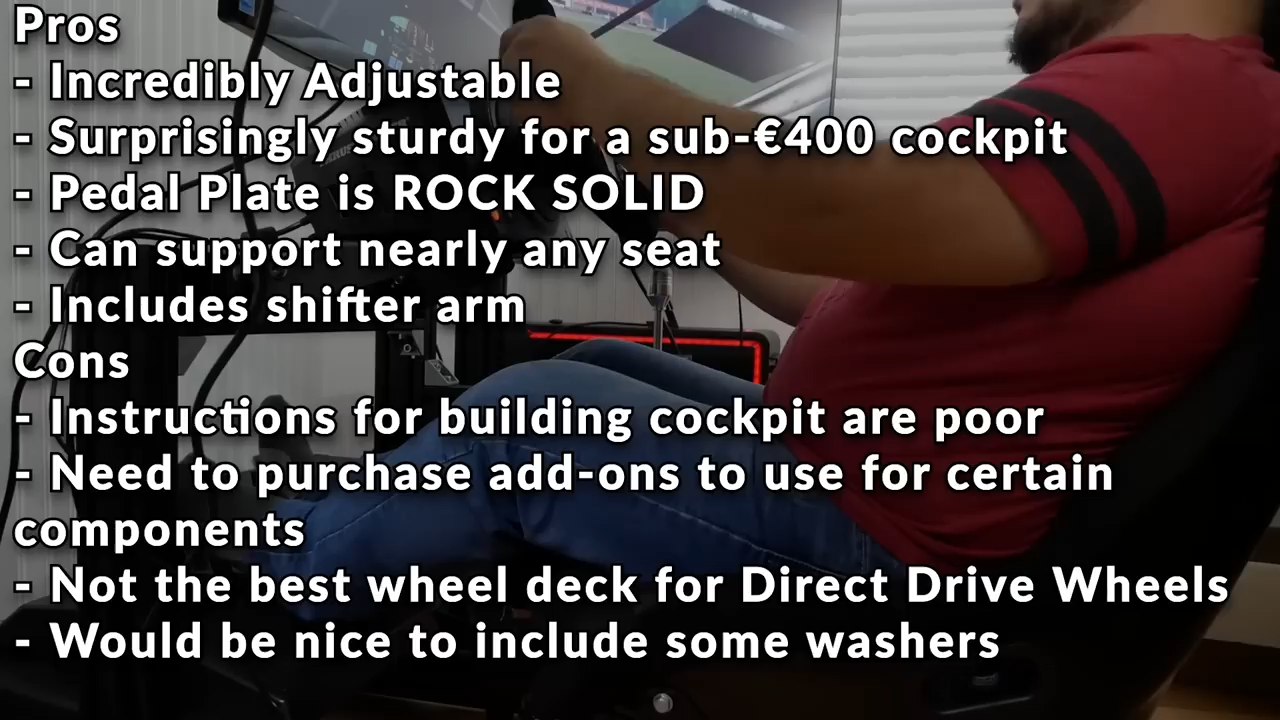 Pros
- Incredibly Adjustable
- Surprisingly sturdy for a sub-€400 cockpit
- Pedal Plate is ROCK SOLID
- Can support nearly any seat
- Includes shifter arm
Cons
- Instructions for building cockpit are poor
- Need to purchase add-ons to use for certain
components
- Not the best wheel deck for Direct Drive Wheels
- Would be nice to include some washers